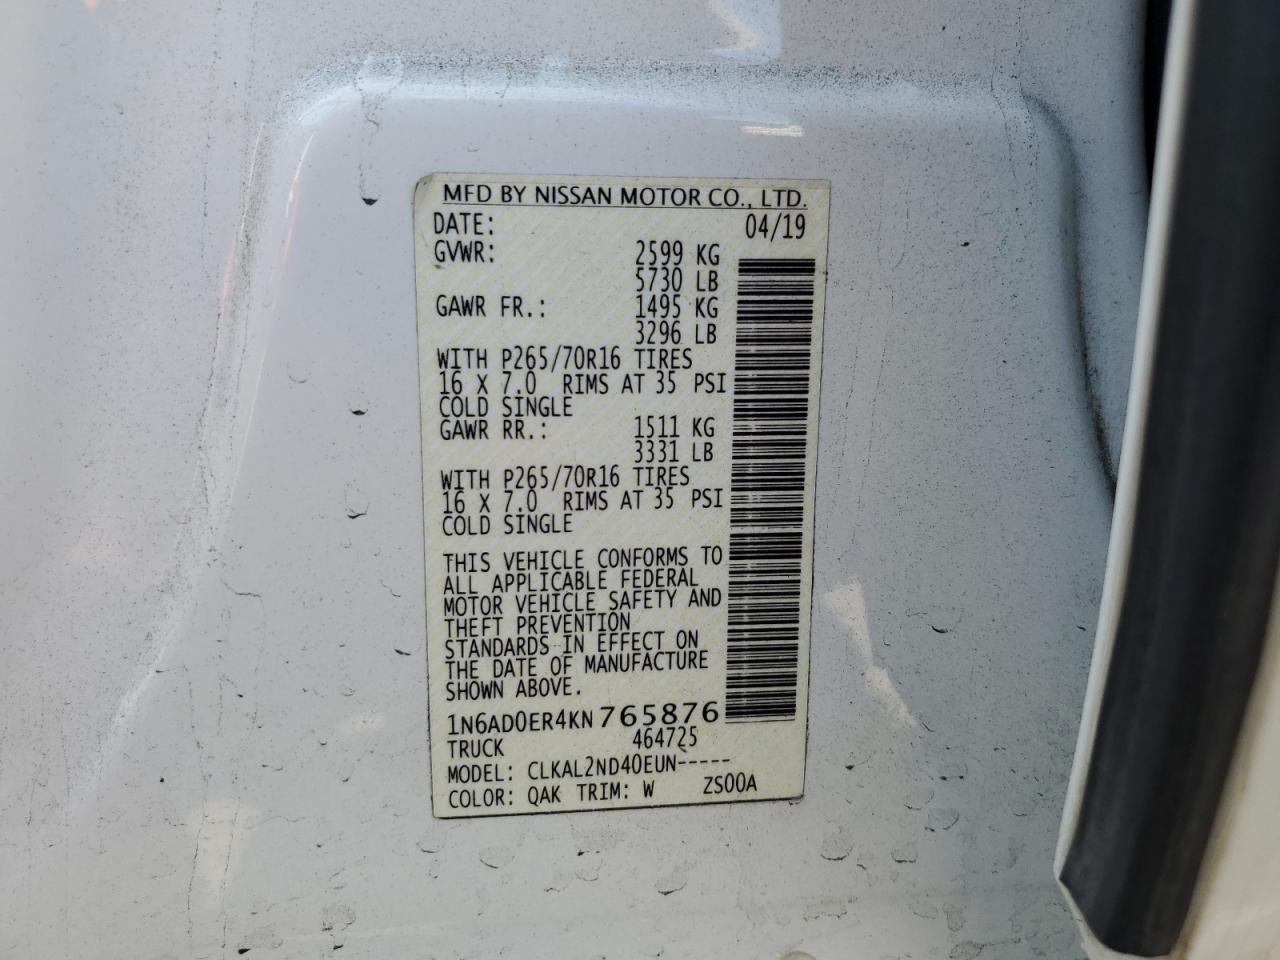 MFD BY NISSAN MOTOR CO., LTD.
DATE: 04/19
GVWR: 2599 KG
5730 LB
GAWR FR.: 1495 KG
3296 LB
WITH P265/70R16 TIRES
16 X 7.0 RIMS AT 35 PSI
COLD SINGLE
GAWR RR.: 1511 KG
3331 LB
WITH P265/70R16 TIRES
16 X 7.0 RIMS AT 35 PSI
COLD SINGLE
THIS VEHICLE CONFORMS TO
ALL APPLICABLE FEDERAL
MOTOR VEHICLE SAFETY AND
THEFT PREVENTION
STANDARDS IN EFFECT ON
THE DATE OF MANUFACTURE
SHOWN ABOVE.
1N6AD0ER4KN765876
TRUCK 464725
MODEL: CLKAL2ND40EUN-----
COLOR: QAK TRIM: W ZS00A